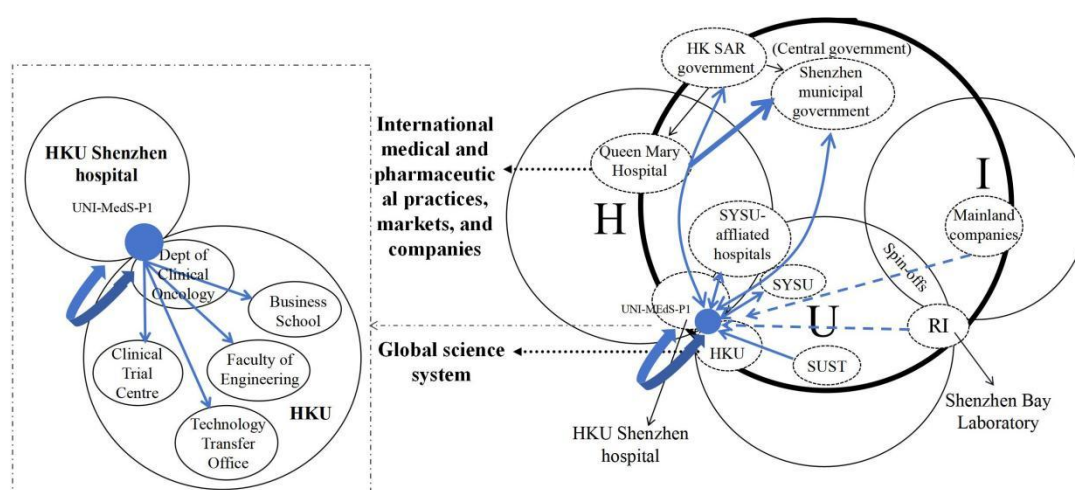 HKU Shenzhen
hospital
UNI-MedS-P1
Dept of
Clinical
Oncology
Business
School
Clinical
Trial
Centre
Faculty of
Engineering
HKU
Technology
Transfer
Office
International
medical and
pharmaceutic
al practices,
markets, and
companies
Global science
system
HK SAR
government
(Central government)
Shenzhen
municipal
government
Queen Mary
Hospital
H
I
SYSU-
affliated
hospitals
Mainland
companies
Spin-offs
SYSU
UNI-MEdS-P1
U
RI
HKU
SUST
HKU Shenzhen
hospital
Shenzhen Bay
Laboratory